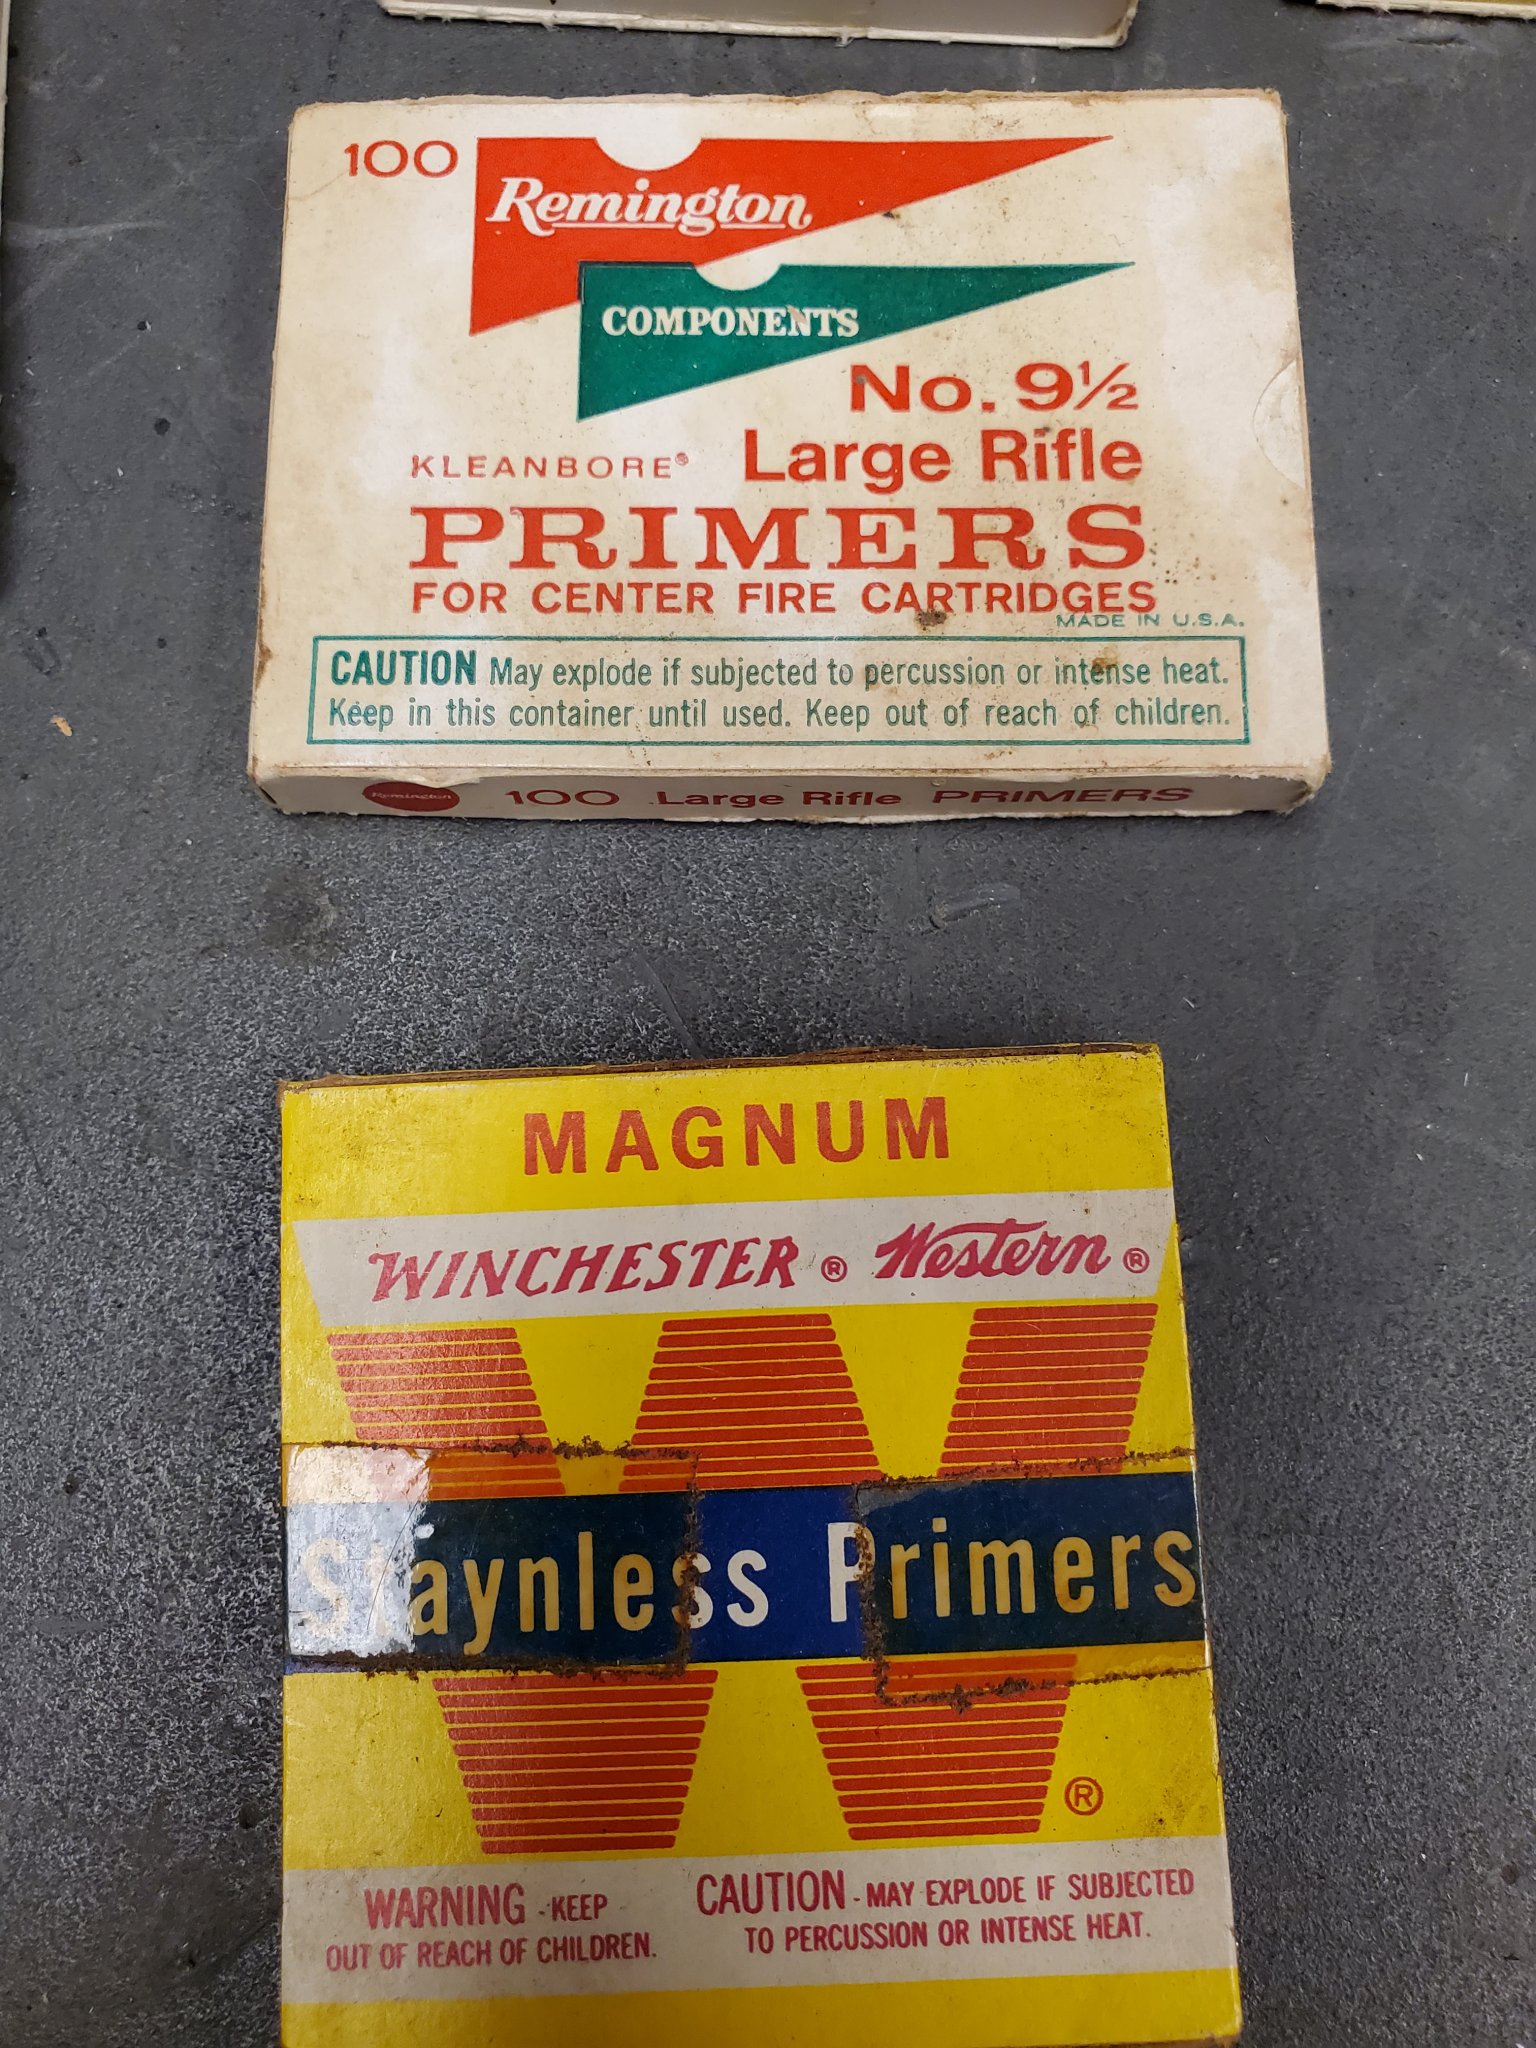 100
Remington
COMPONENTS
No. 9½
KLEANBORE® Large Rifle
PRIMERS
FOR CENTER FIRE CARTRIDGES
MADE IN U.S.A.
CAUTION May explode if subjected to percussion or intense heat.
Keep in this container until used. Keep out of reach of children.
Remington 100 Large Rifle PRIMERS
MAGNUM
WINCHESTER® Western®
Staynless Primers
®
WARNING - KEEP
OUT OF REACH OF CHILDREN.
CAUTION - MAY EXPLODE IF SUBJECTED
TO PERCUSSION OR INTENSE HEAT.